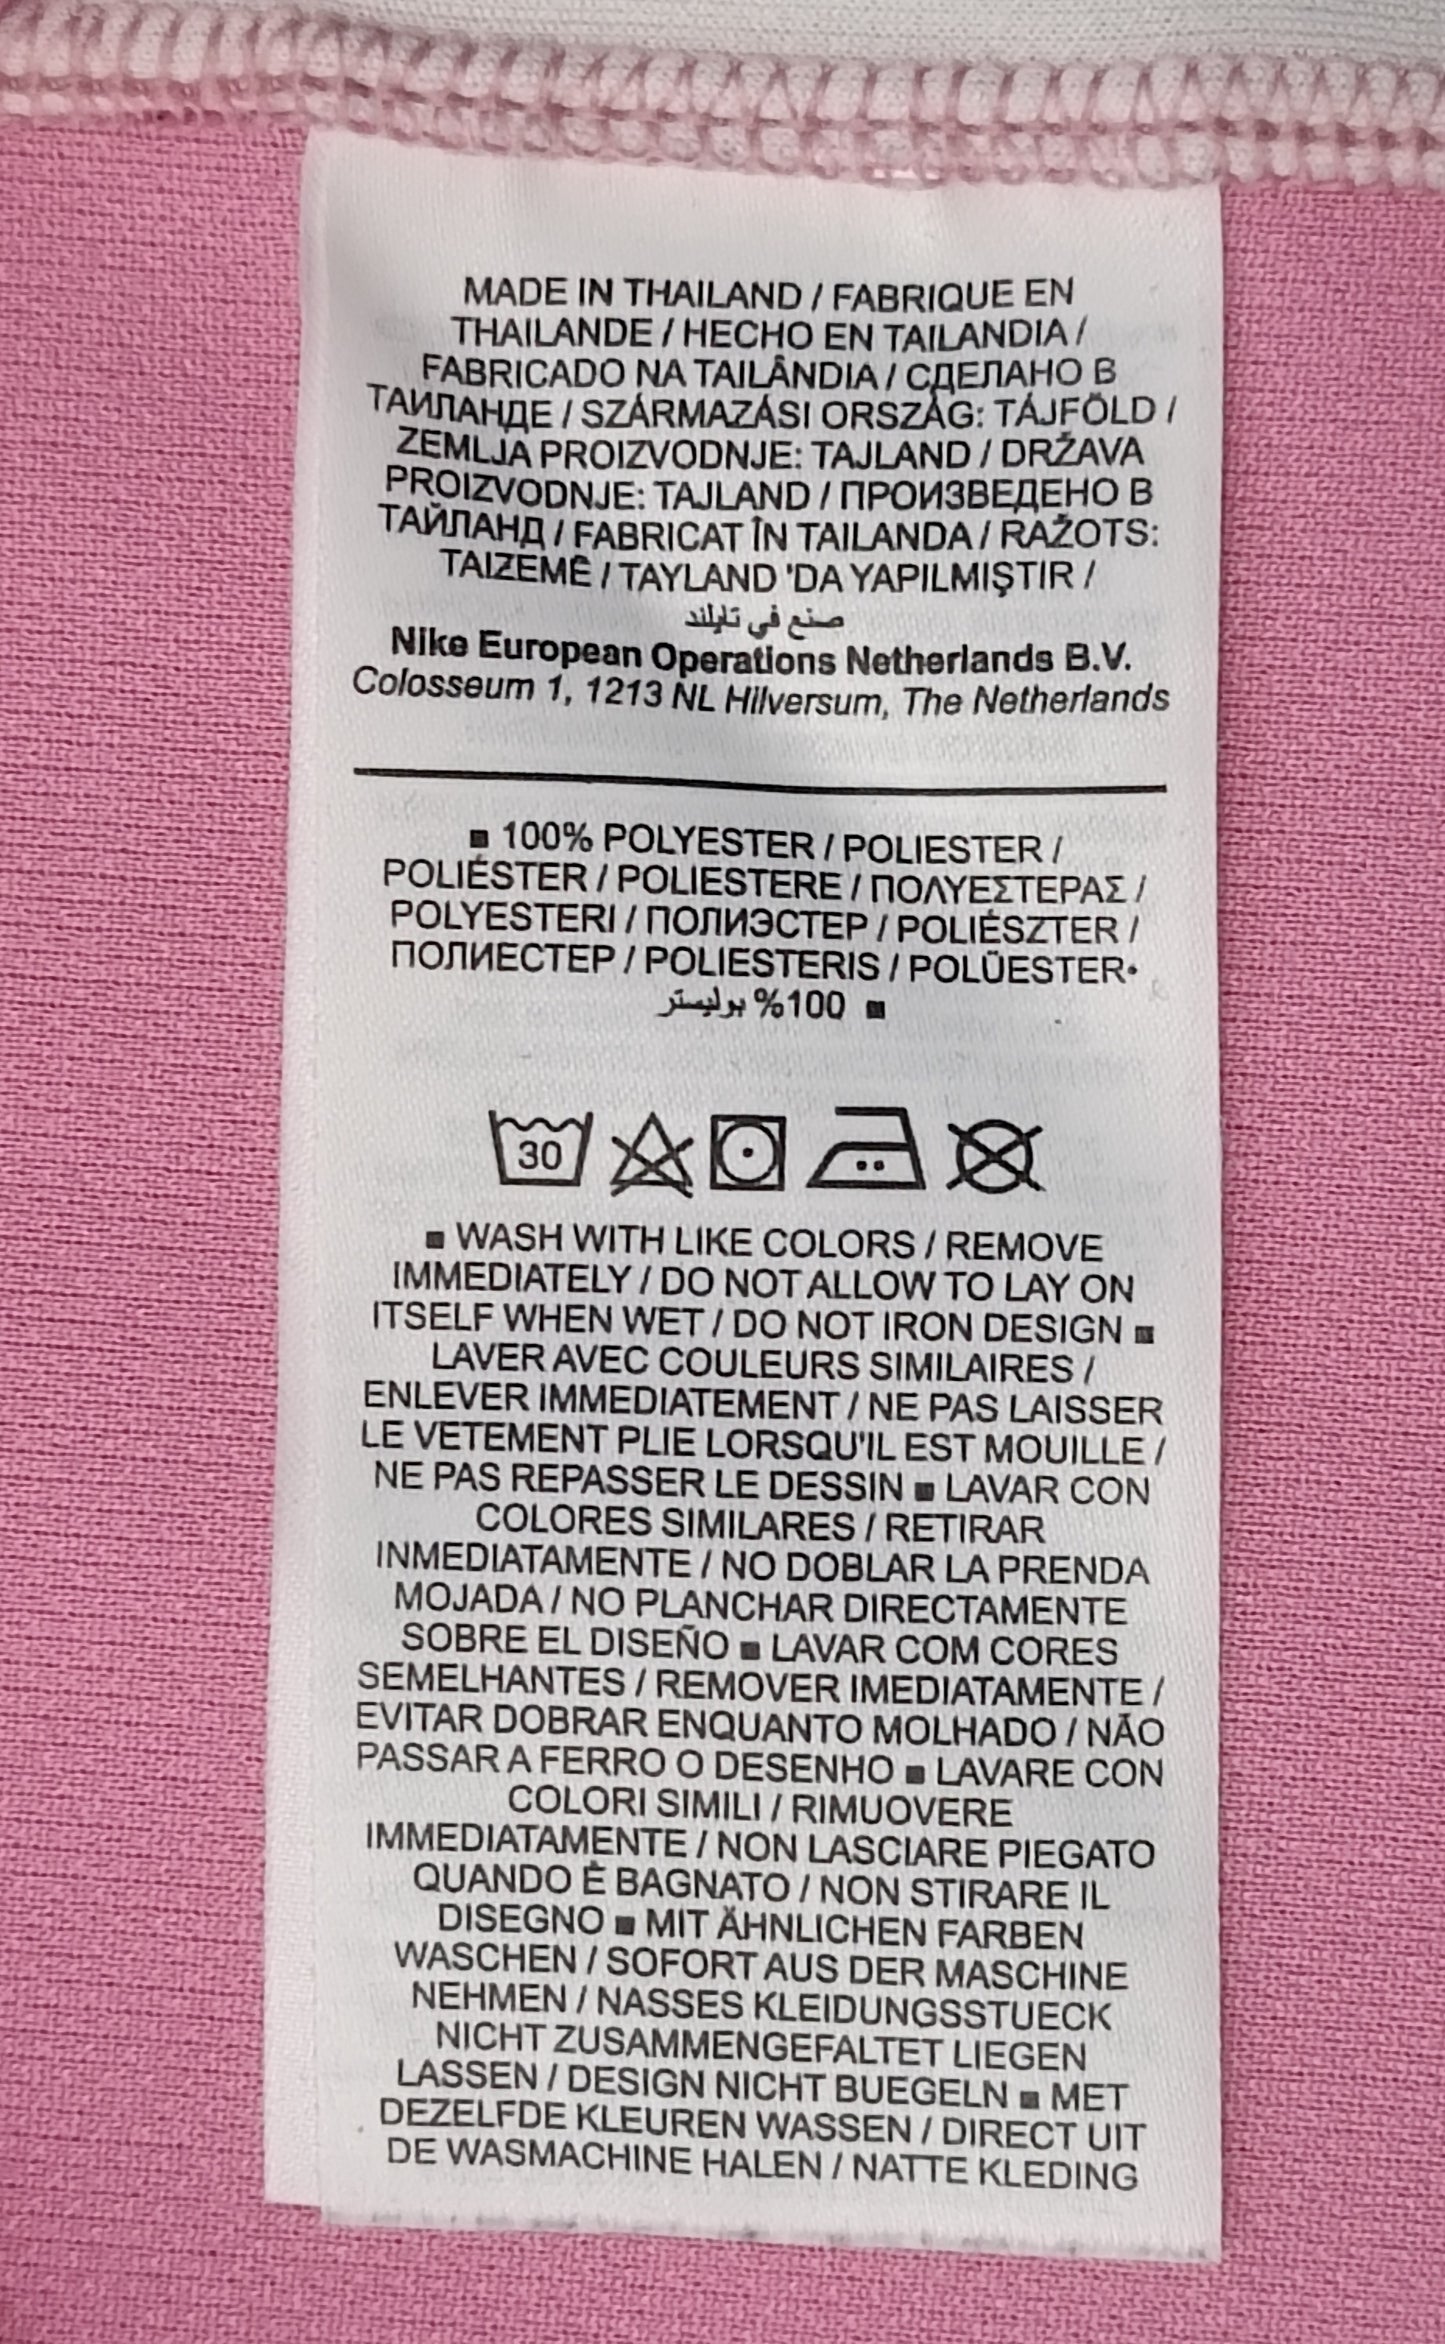 MADE IN THAILAND / FABRIQUE EN
THAILANDE / HECHO EN TAILANDIA /
FABRICADO NA TAILÂNDIA / СДЕЛАНО В
ТАИЛАНДЕ / SZÁRMAZÁSI ORSZÁG: TÁJFÖLD /
ZEMLJA PROIZVODNJE: TAJLAND / DRŽAVA
PROIZVODNJE: TAJLAND / ПРОИЗВЕДЕНО В
ТАЙЛАНД / FABRICAT ÎN TAILANDA / RAŽOTS:
TAIZEMĒ / TAYLAND 'DA YAPILMIŞTIR /
صنع في تايلند
Nike European Operations Netherlands B.V.
Colosseum 1, 1213 NL Hilversum, The Netherlands
■ 100% POLYESTER / POLIESTER /
POLIÉSTER / POLIESTERE / ΠΟΛΥΕΣΤΕΡΑΣ /
POLYESTERI / ПОЛИЭСТЕР / POLIÉSZTER /
ПОЛИЕСТЕР / POLIESTERIS / POLÜESTER•
■ 100% بوليستر
30
■ WASH WITH LIKE COLORS / REMOVE
IMMEDIATELY / DO NOT ALLOW TO LAY ON
ITSELF WHEN WET / DO NOT IRON DESIGN ■
LAVER AVEC COULEURS SIMILAIRES /
ENLEVER IMMEDIATEMENT / NE PAS LAISSER
LE VETEMENT PLIE LORSQU'IL EST MOUILLE /
NE PAS REPASSER LE DESSIN ■ LAVAR CON
COLORES SIMILARES / RETIRAR
INMEDIATAMENTE / NO DOBLAR LA PRENDA
MOJADA / NO PLANCHAR DIRECTAMENTE
SOBRE EL DISEÑO ■ LAVAR COM CORES
SEMELHANTES / REMOVER IMEDIATAMENTE /
EVITAR DOBRAR ENQUANTO MOLHADO / NÃO
PASSAR A FERRO O DESENHO ■ LAVARE CON
COLORI SIMILI / RIMUOVERE
IMMEDIATAMENTE / NON LASCIARE PIEGATO
QUANDO È BAGNATO / NON STIRARE IL
DISEGNO ■ MIT ÄHNLICHEN FARBEN
WASCHEN / SOFORT AUS DER MASCHINE
NEHMEN / NASSES KLEIDUNGSSTUECK
NICHT ZUSAMMENGEFALTET LIEGEN
LASSEN / DESIGN NICHT BUEGELN ■ MET
DEZELFDE KLEUREN WASSEN / DIRECT UIT
DE WASMACHINE HALEN / NATTE KLEDING